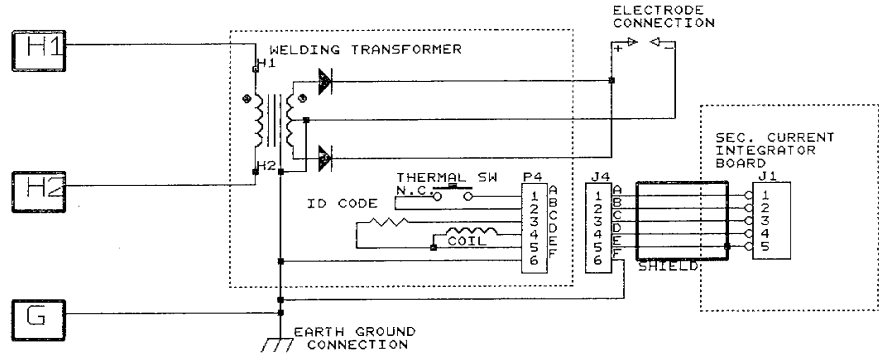 ELECTRODE
CONNECTION
H1
WELDING TRANSFORMER
H1
+
−
H2
H2
SEC. CURRENT
INTEGRATOR
BOARD
THERMAL SW
N.C.
P4
J4
J1
ID CODE
COIL
1 A
2 B
3 C
4 D
5 E
6 F
1 A
2 B
3 C
4 D
5 E
6 F
1
2
3
4
5
SHIELD
G
EARTH GROUND
CONNECTION